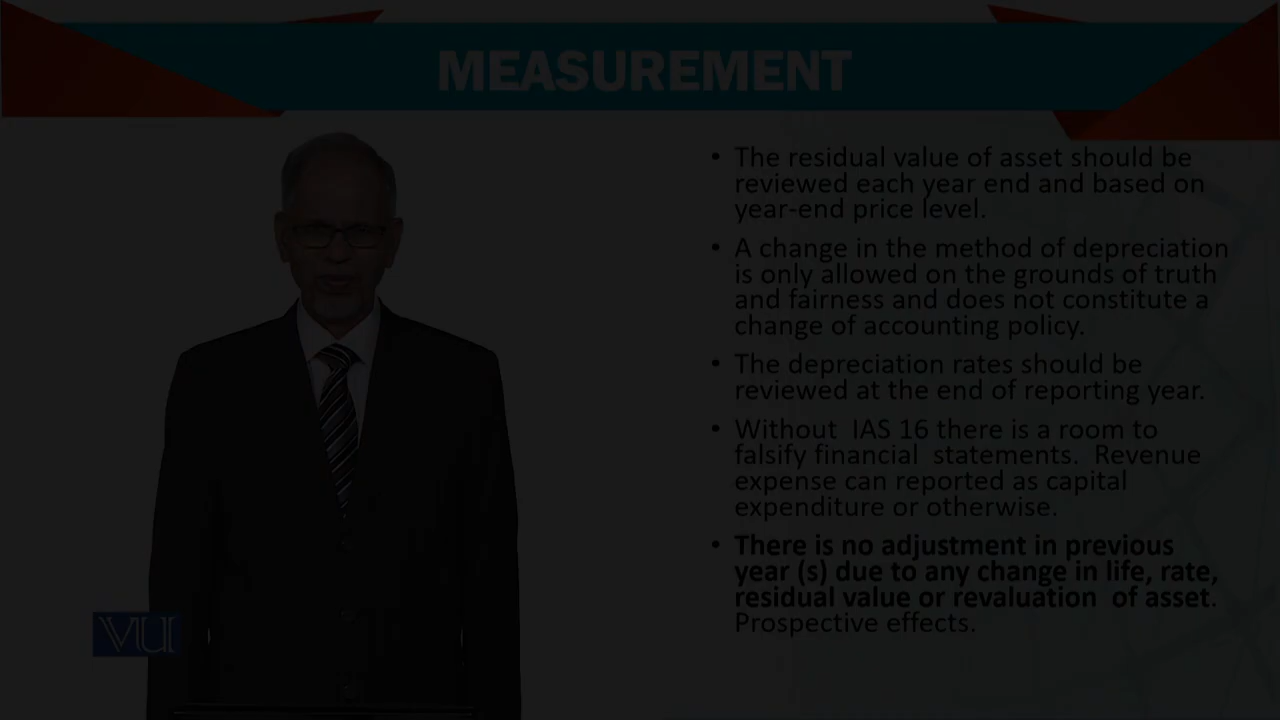 MEASUREMENT
• The residual value of asset should be
reviewed each year end and based on
year-end price level.
• A change in the method of depreciation
is only allowed on the grounds of truth
and fairness and does not constitute a
change of accounting policy.
• The depreciation rates should be
reviewed at the end of reporting year.
• Without IAS 16 there is a room to
falsify financial statements. Revenue
expense can reported as capital
expenditure or otherwise.
• There is no adjustment in previous
year (s) due to any change in life, rate,
residual value or revaluation of asset.
Prospective effects.
VU